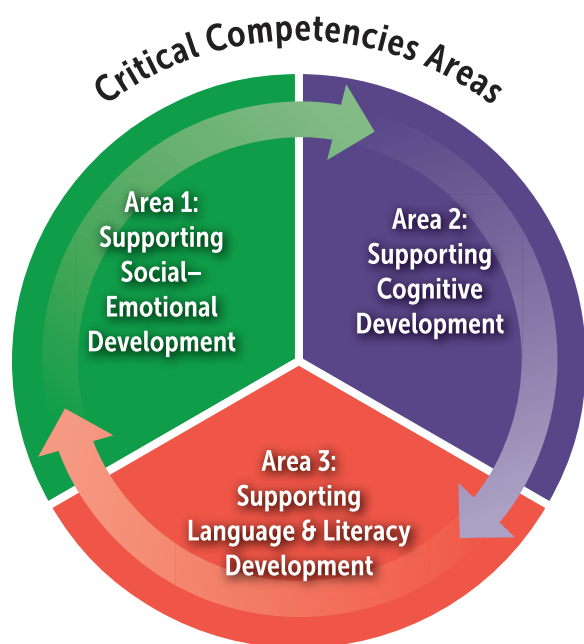 Critical Competencies Areas
Area 1:
Supporting
Social–
Emotional
Development
Area 2:
Supporting
Cognitive
Development
Area 3:
Supporting
Language & Literacy
Development